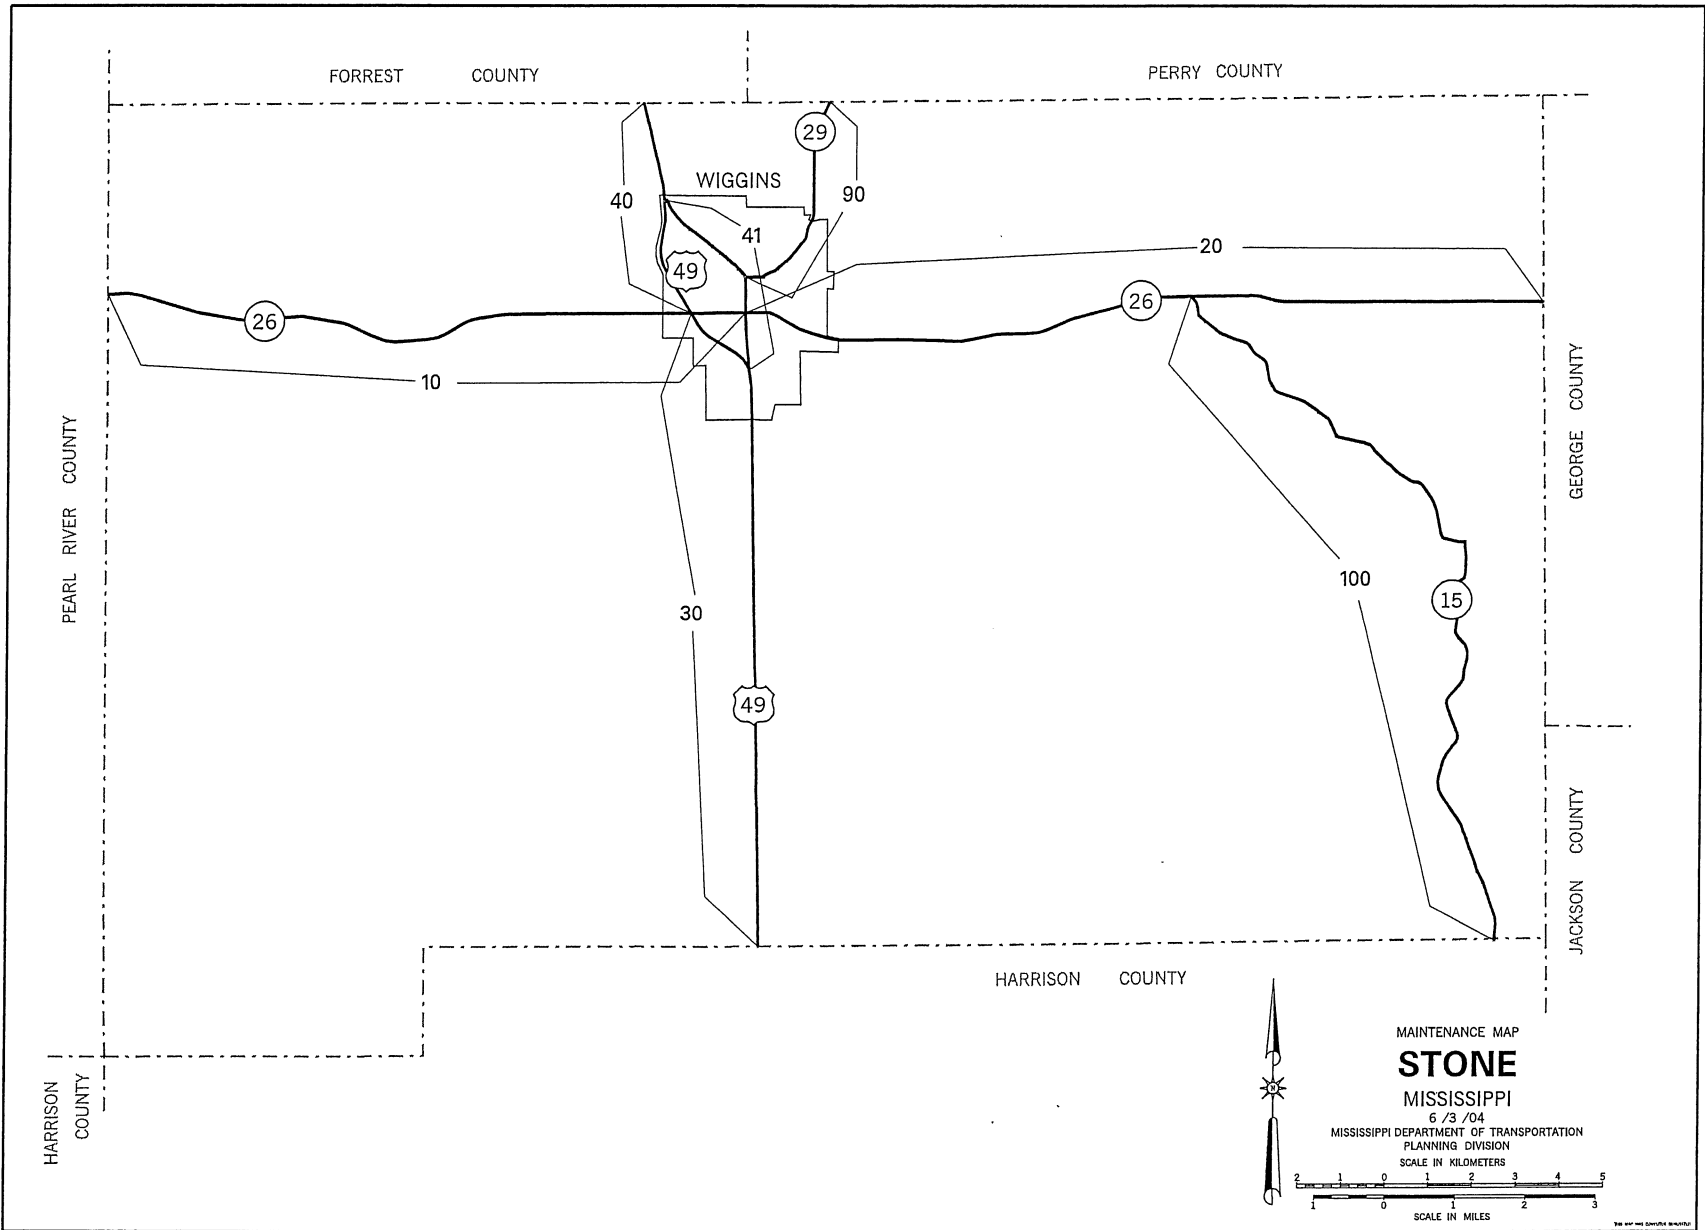 FORREST COUNTY
PERRY COUNTY
29
WIGGINS
40
90
41
20
49
26
26
10
PEARL RIVER COUNTY
GEORGE COUNTY
100
15
30
49
JACKSON COUNTY
HARRISON COUNTY
HARRISON
COUNTY
N
MAINTENANCE MAP
STONE
MISSISSIPPI
6 /3 /04
MISSISSIPPI DEPARTMENT OF TRANSPORTATION
PLANNING DIVISION
SCALE IN KILOMETERS
2 1 0 1 2 3 4 5
1 0 1 2 3
SCALE IN MILES